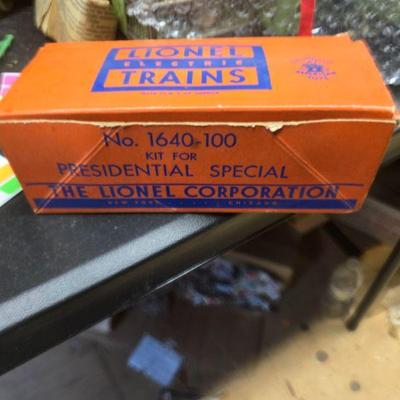 LIONEL
ELECTRIC
TRAINS
No. 1640-100
KIT FOR
PRESIDENTIAL SPECIAL
THE LIONEL CORPORATION
NEW YORK . . . . . CHICAGO